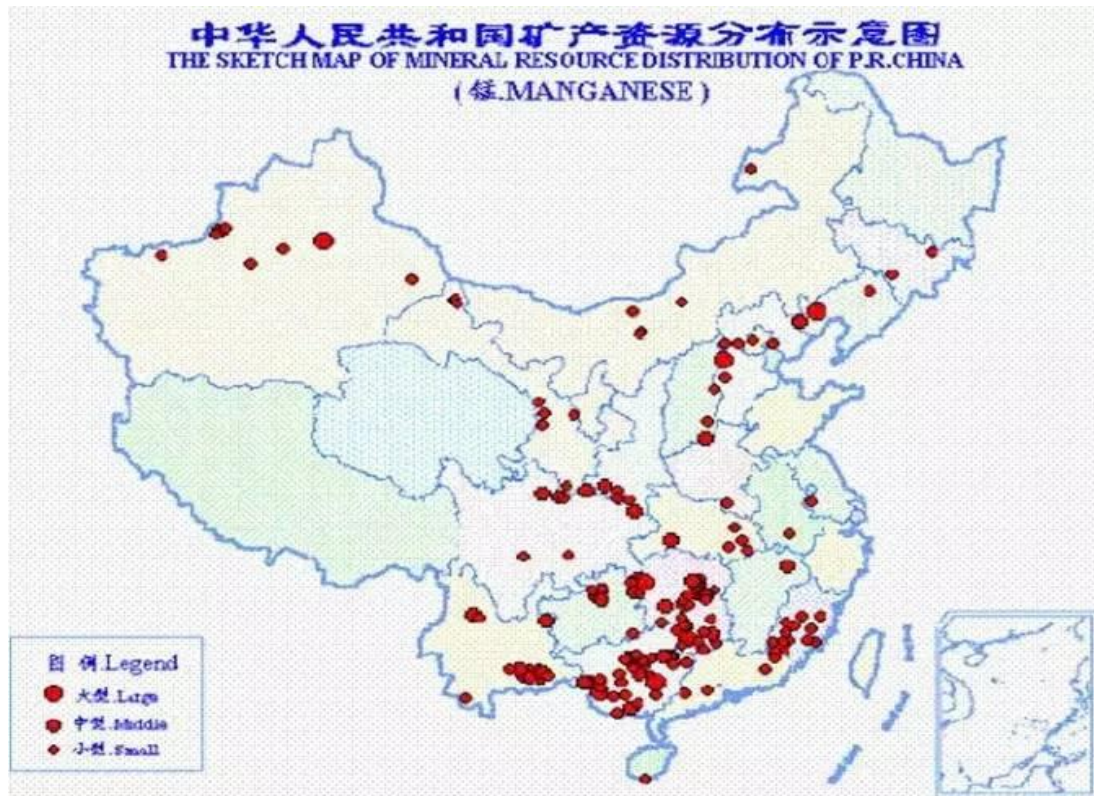 中华人民共和国矿产资源分布示意图
THE SKETCH MAP OF MINERAL RESOURCE DISTRIBUTION OF P.R.CHINA
(锰.MANGANESE)
图 例.Legend
大型.Large
中型.Middle
小型.Small